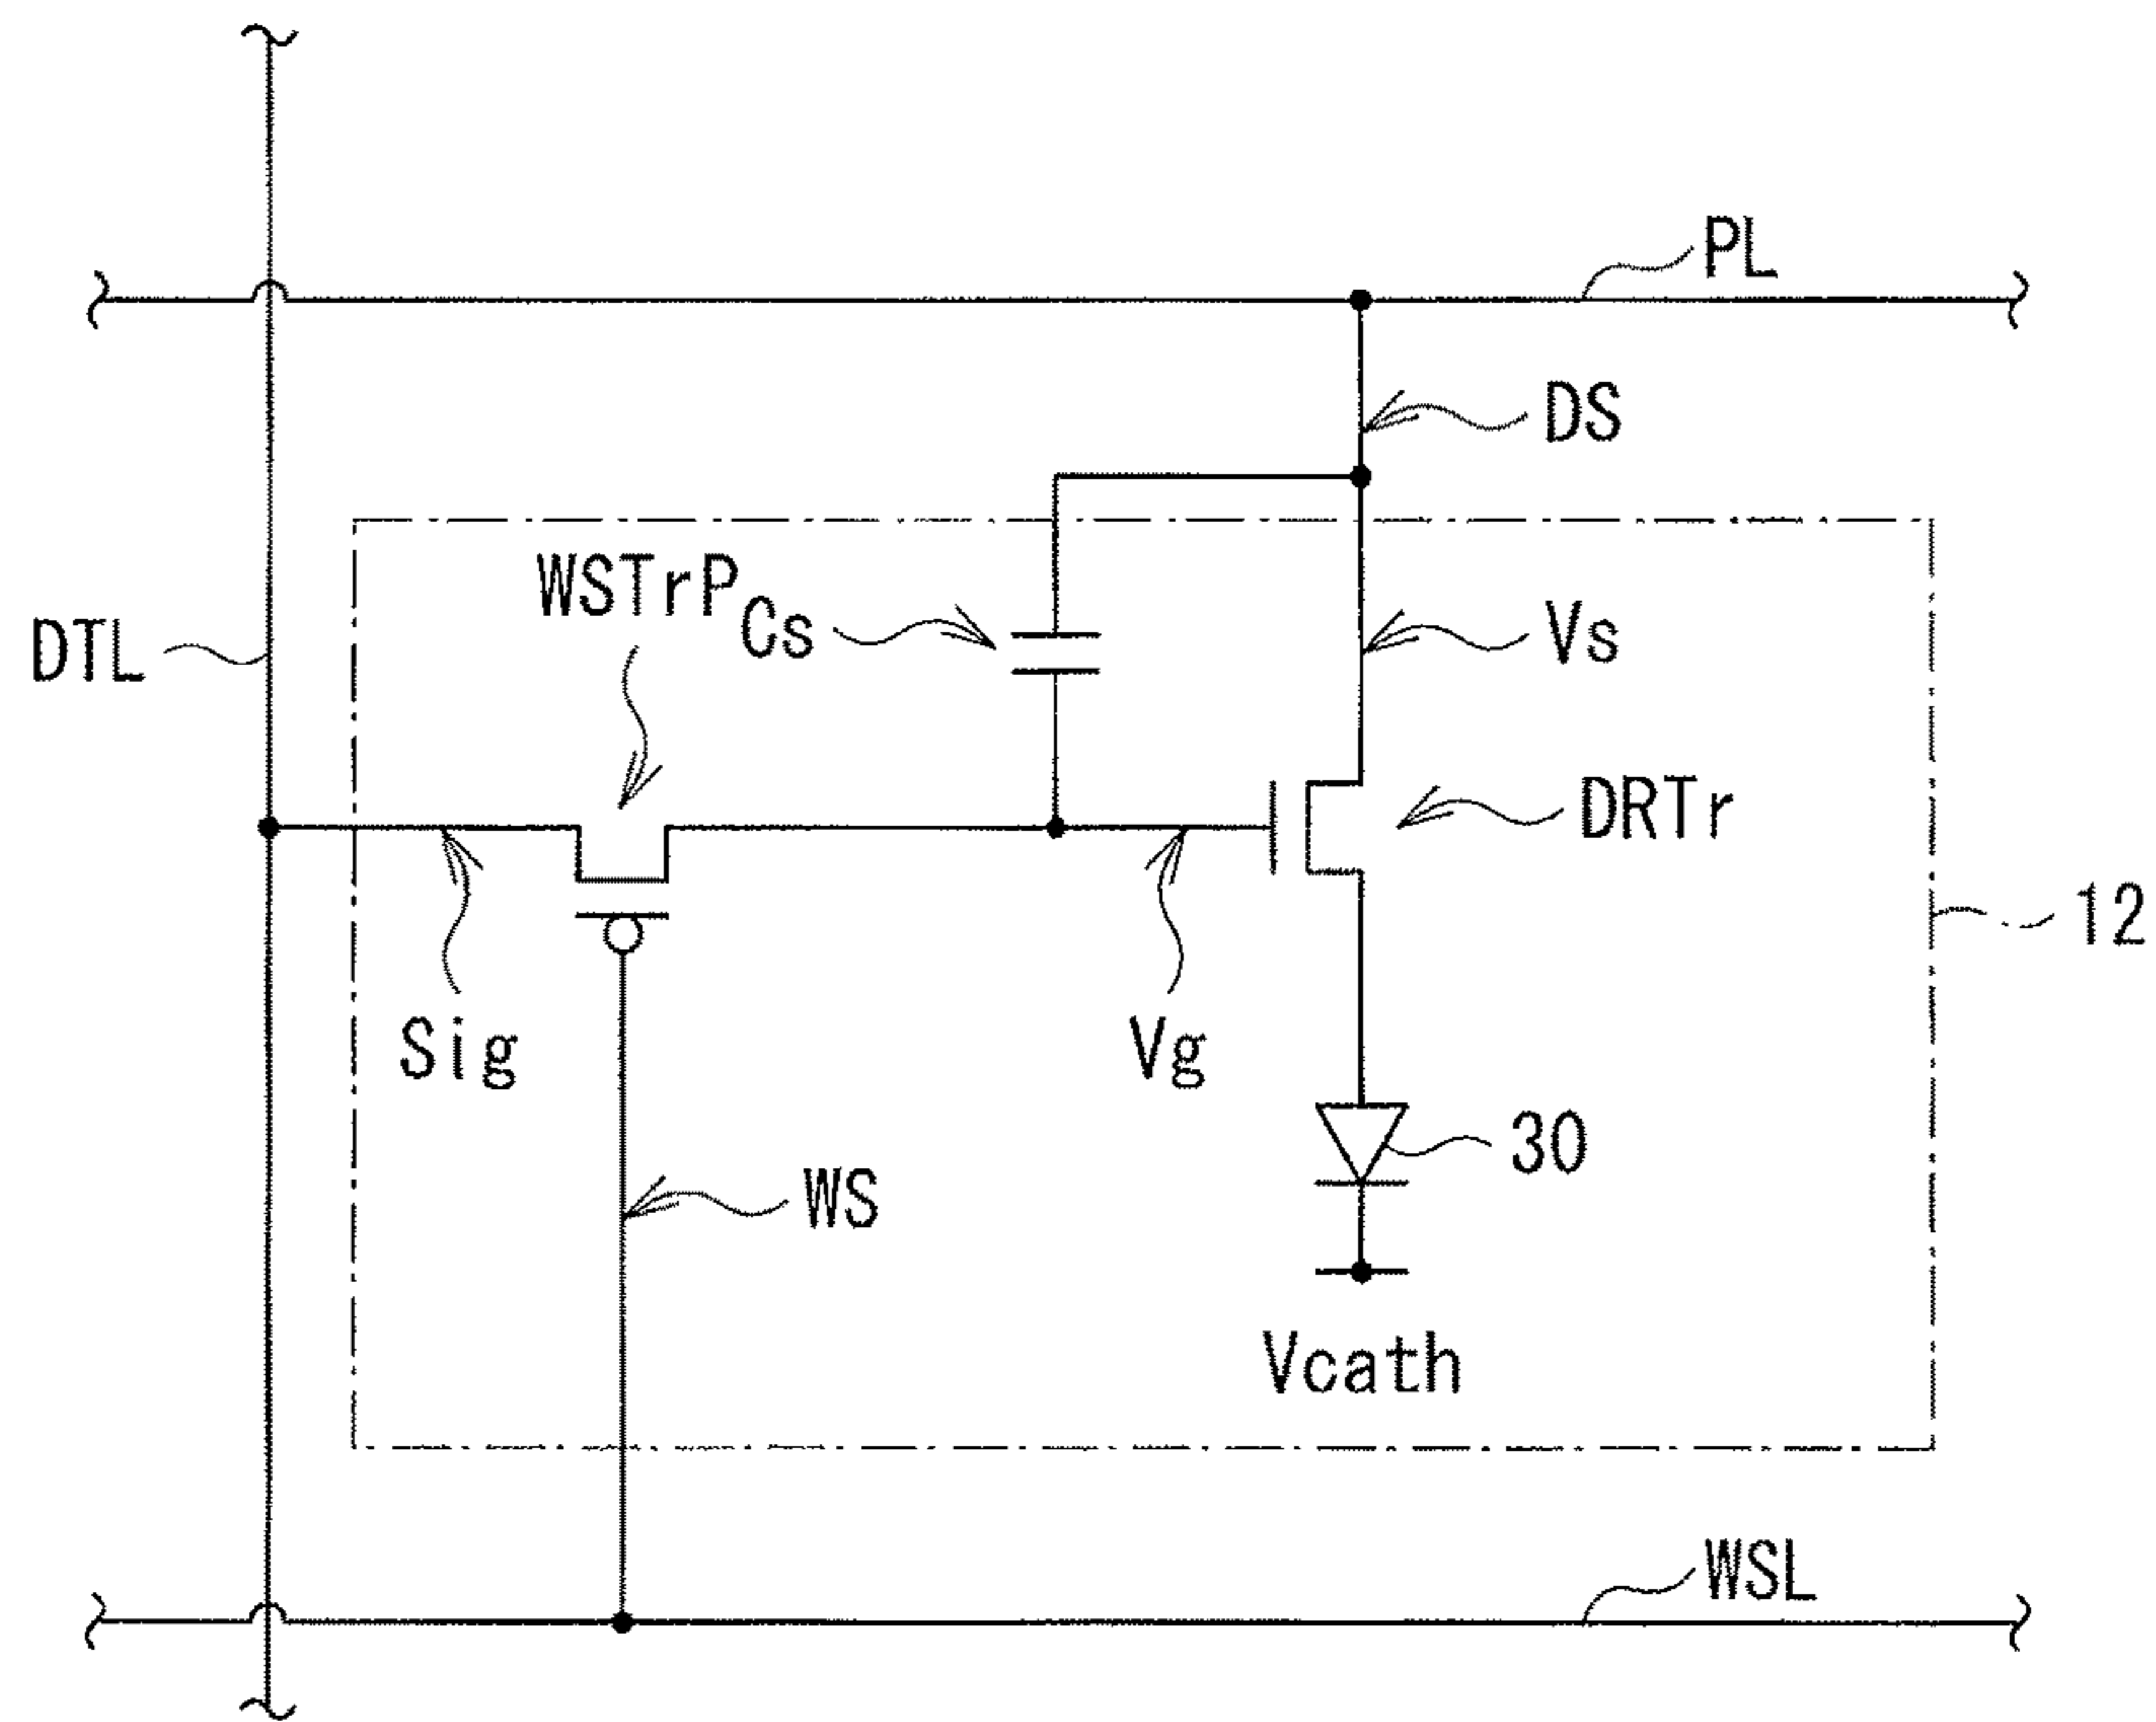 PL
DS
WSTrP
Cs
Vs
DTL
DRTr
12
Sig
Vg
30
WS
Vcath
WSL